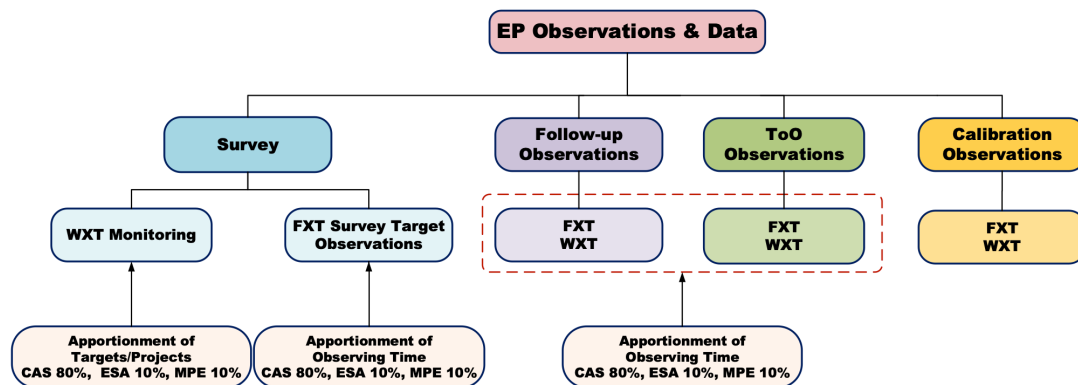 EP Observations & Data
Survey
Follow-up
Observations
ToO
Observations
Calibration
Observations
WXT Monitoring
FXT Survey Target
Observations
FXT
WXT
FXT
WXT
FXT
WXT
Apportionment of
Targets/Projects
CAS 80%, ESA 10%, MPE 10%
Apportionment of
Observing Time
CAS 80%, ESA 10%, MPE 10%
Apportionment of
Observing Time
CAS 80%, ESA 10%, MPE 10%